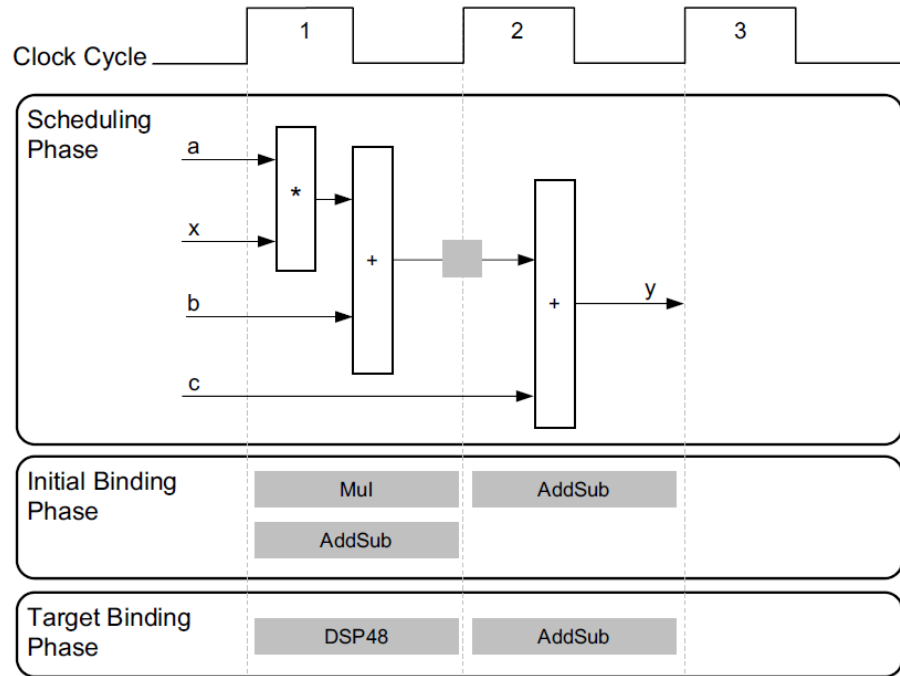 1
2
3
Clock Cycle
Scheduling
Phase
a
*
x
+
b
+
y
c
Initial Binding
Phase
Mul
AddSub
AddSub
Target Binding
Phase
DSP48
AddSub